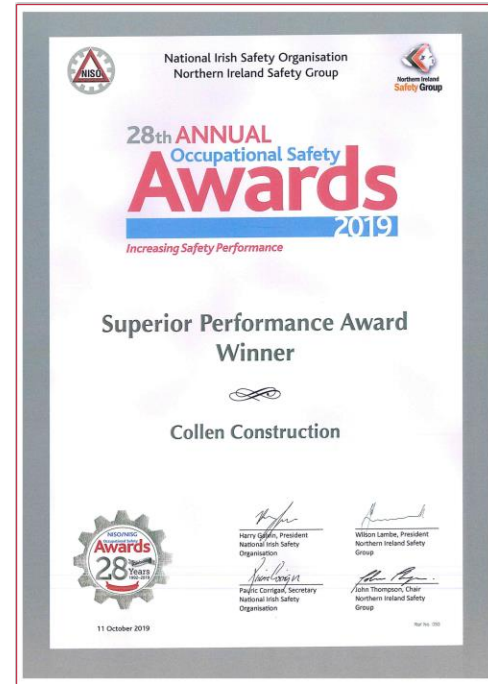 NISO
National Irish Safety Organisation
Northern Ireland Safety Group
Northern Ireland
Safety Group
28th ANNUAL
Occupational Safety
Awards
2019
Increasing Safety Performance
Superior Performance Award
Winner
Collen Construction
NISO/NISG
Occupational Safety
Awards
28 Years
Harry Galvin, President
National Irish Safety
Organisation
Wilson Lambe, President
Northern Ireland Safety
Group
Padric Corrigan, Secretary
National Irish Safety
Organisation
John Thompson, Chair
Northern Ireland Safety
Group
11 October 2019